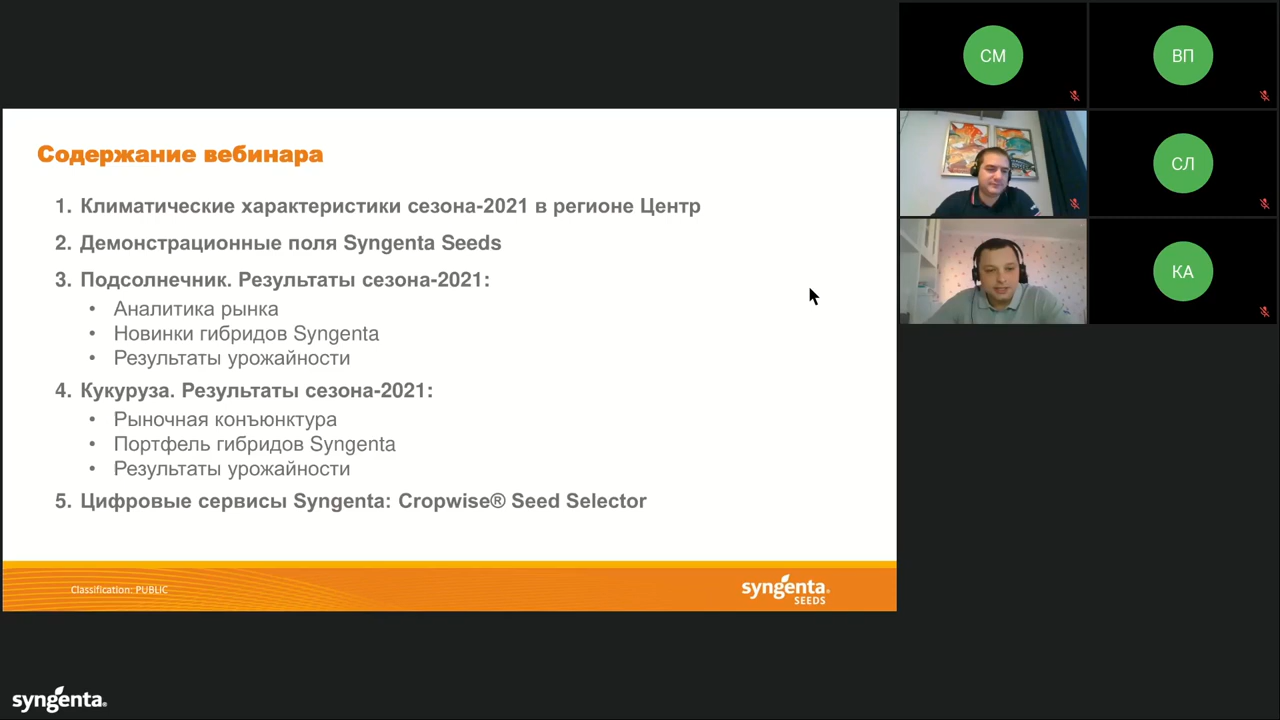 Содержание вебинара
1. Климатические характеристики сезона-2021 в регионе Центр
2. Демонстрационные поля Syngenta Seeds
3. Подсолнечник. Результаты сезона-2021:
• Аналитика рынка
• Новинки гибридов Syngenta
• Результаты урожайности
4. Кукуруза. Результаты сезона-2021:
• Рыночная конъюнктура
• Портфель гибридов Syngenta
• Результаты урожайности
5. Цифровые сервисы Syngenta: Cropwise® Seed Selector
Classification: PUBLIC
syngenta®
SEEDS
СМ
ВП
СЛ
КА
syngenta®